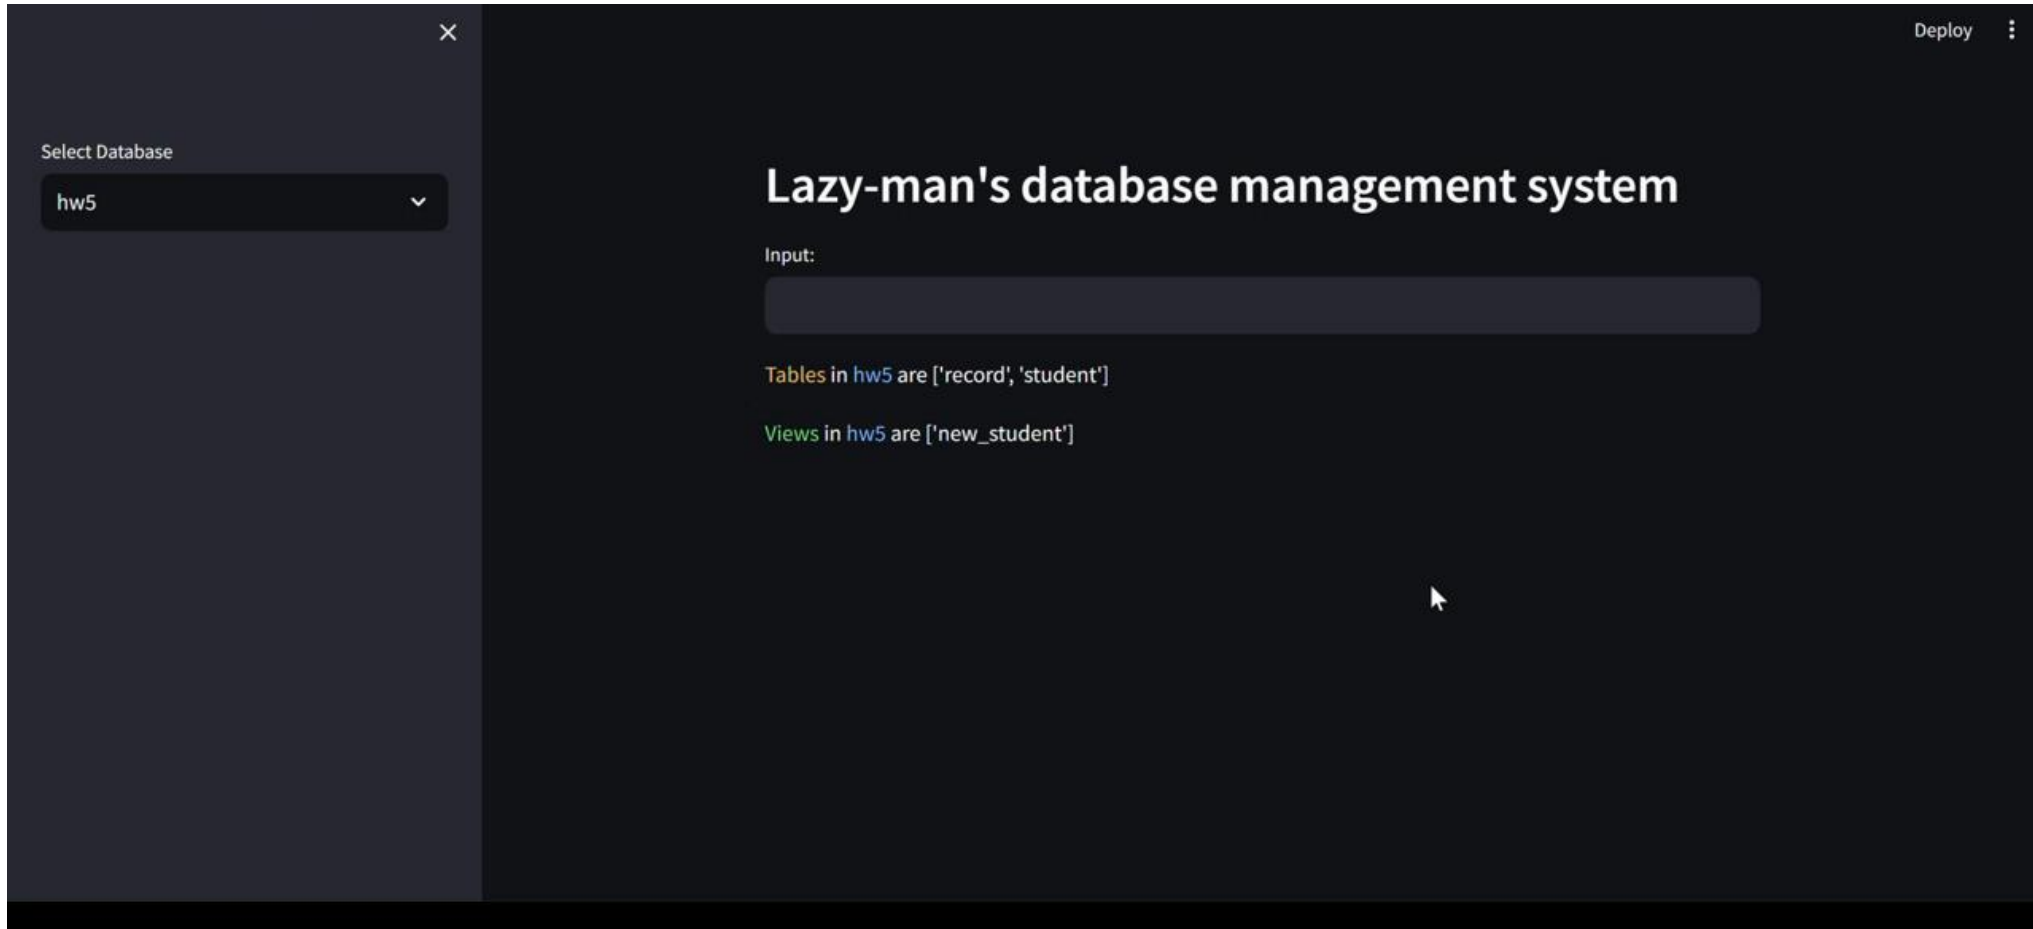 Deploy
Select Database
hw5
Lazy-man's database management system
Input:
Tables in hw5 are ['record', 'student']
Views in hw5 are ['new_student']